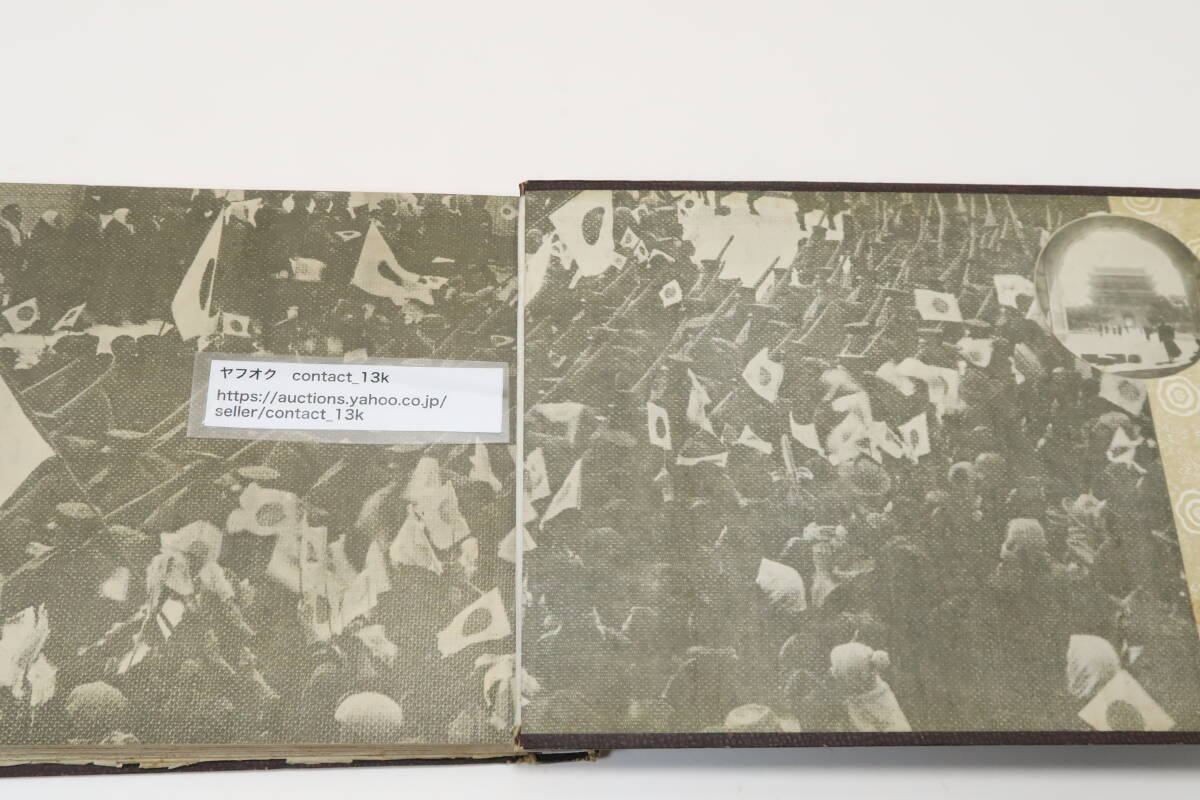 ヤフオク　contact_13k
https://auctions.yahoo.co.jp/
seller/contact_13k